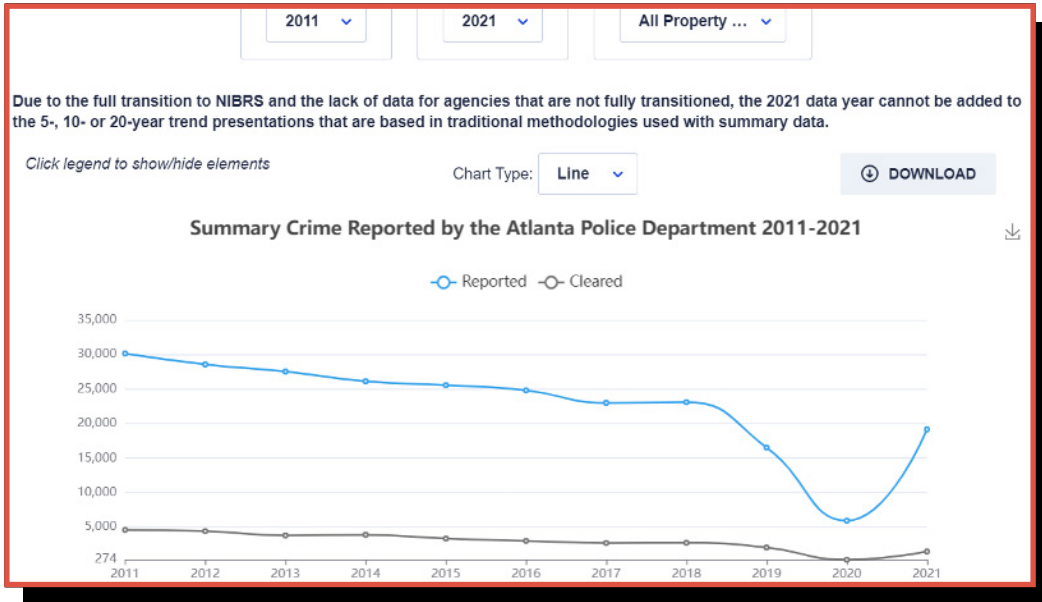 2011 2021 All Property ...
Due to the full transition to NIBRS and the lack of data for agencies that are not fully transitioned, the 2021 data year cannot be added to
the 5-, 10- or 20-year trend presentations that are based in traditional methodologies used with summary data.
Click legend to show/hide elements
Chart Type: Line
DOWNLOAD
Summary Crime Reported by the Atlanta Police Department 2011-2021
Reported Cleared
35,000
30,000
25,000
20,000
15,000
10,000
5,000
274
2011 2012 2013 2014 2015 2016 2017 2018 2019 2020 2021